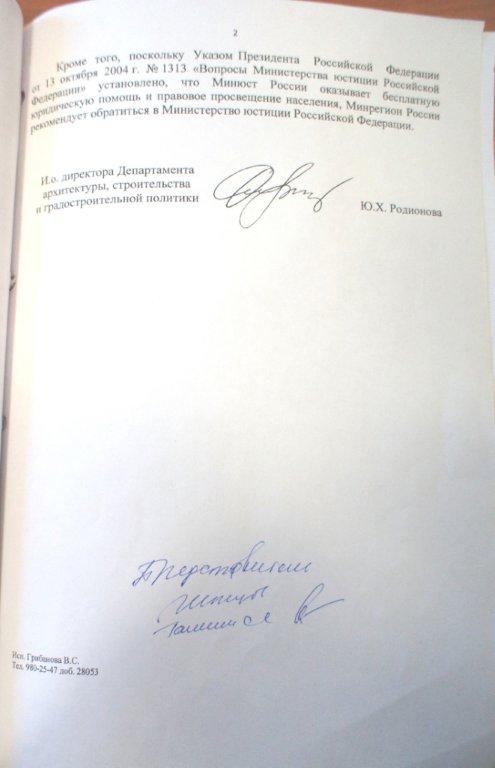 2
Кроме того, поскольку Указом Президента Российской Федерации
от 13 октября 2004 г. № 1313 «Вопросы Министерства юстиции Российской
Федерации» установлено, что Минюст России оказывает бесплатную
юридическую помощь и правовое просвещение населения, Минрегион России
рекомендует обратиться в Министерство юстиции Российской Федерации.
И.о. директора Департамента
архитектуры, строительства
и градостроительной политики
Ю.Х. Родионова
Исп. Грибанова В.С.
Тел. 980-25-47 доб. 28053